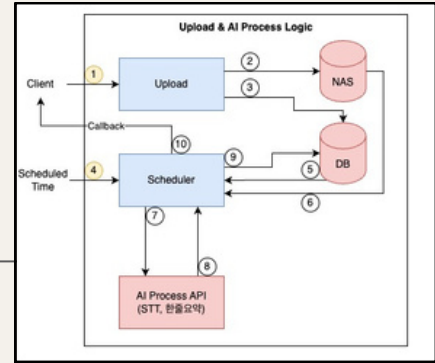 Upload & AI Process Logic
Client
1
Upload
2
3
NAS
Callback
10
DB
Scheduled
Time
4
Scheduler
9
5
6
7
8
AI Process API
(STT, 한줄요약)